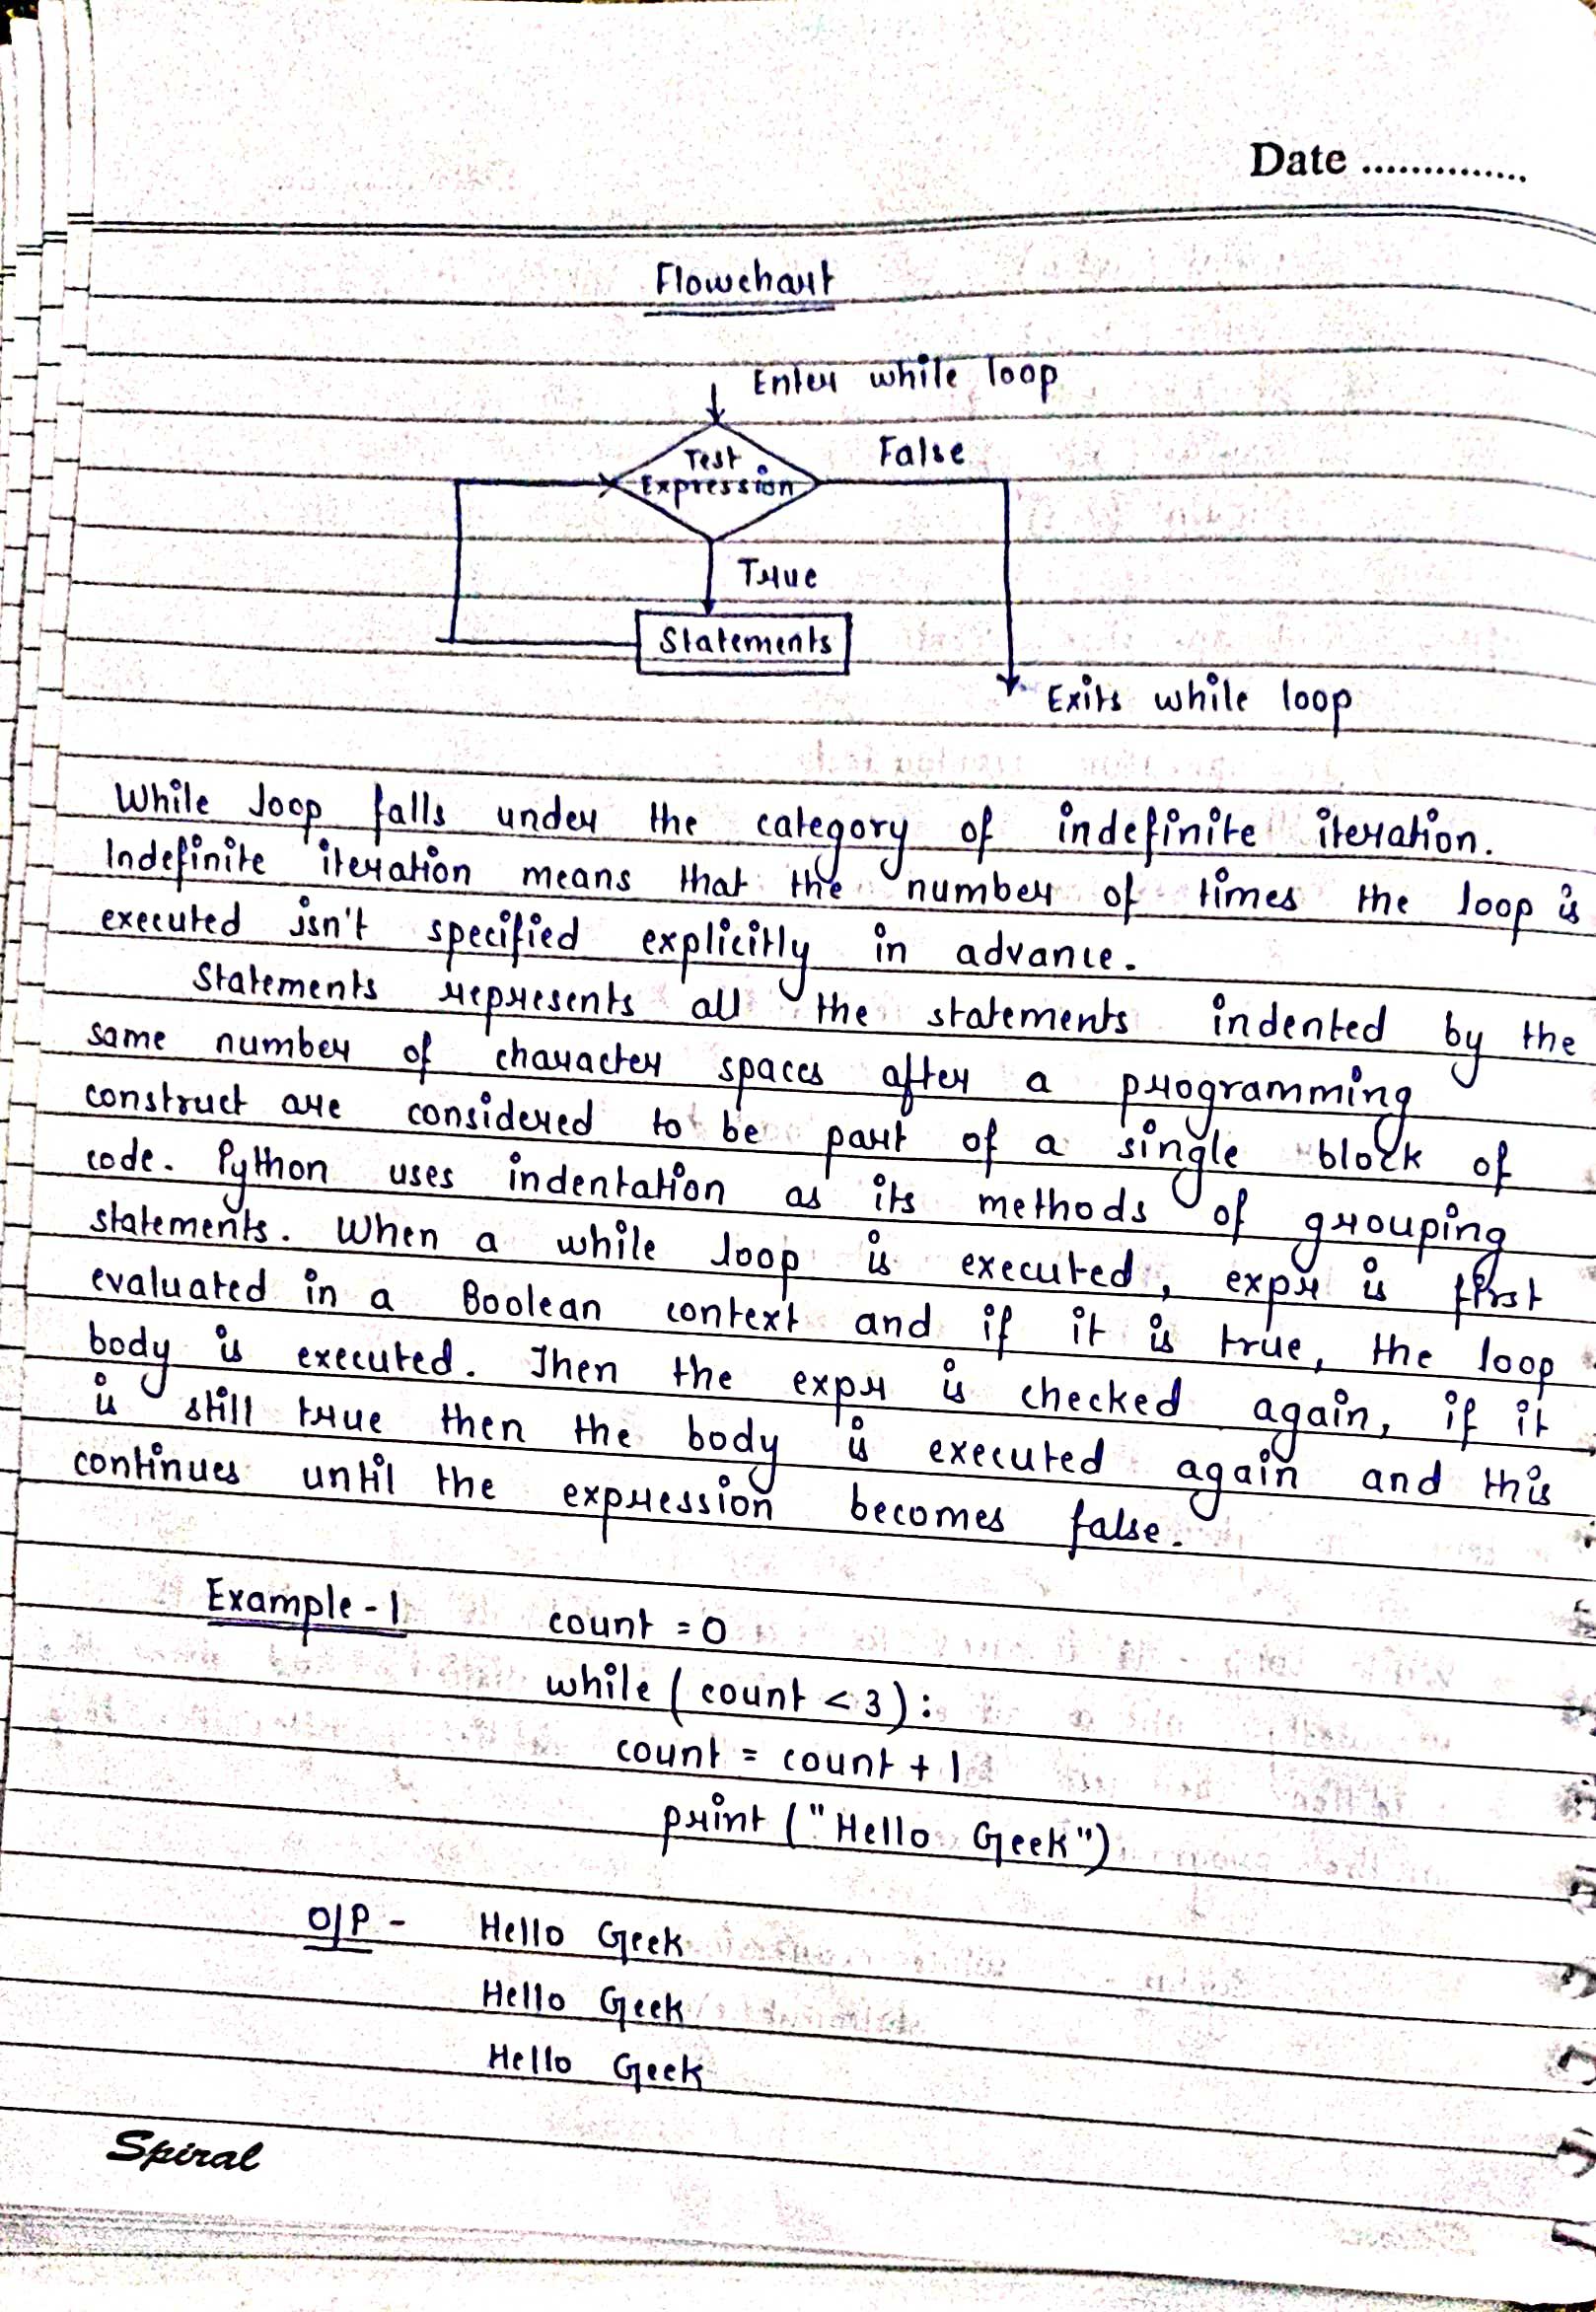 Date ..............
Flowchart
Enter while loop
Test
Expression
False
True
Statements
Exits while loop
While loop falls under the category of indefinite iteration.
Indefinite iteration means that the number of times the loop is
executed isn't specified explicitly in advance.
Statements represents all the statements indented by the
same number of character spaces after a programming
construct are considered to be part of a single block of
code. Python uses indentation as its methods of grouping
statements. When a while loop is executed, expr is first
evaluated in a Boolean context and if it is true, the loop
body is executed. Then the expr is checked again, if it
is still true then the body is executed again and this
continues until the expression becomes false.
Example-1 count = 0
while (count < 3):
count = count + 1
print ("Hello Geek")
O/P - Hello Geek
Hello Geek
Hello Geek
Spiral